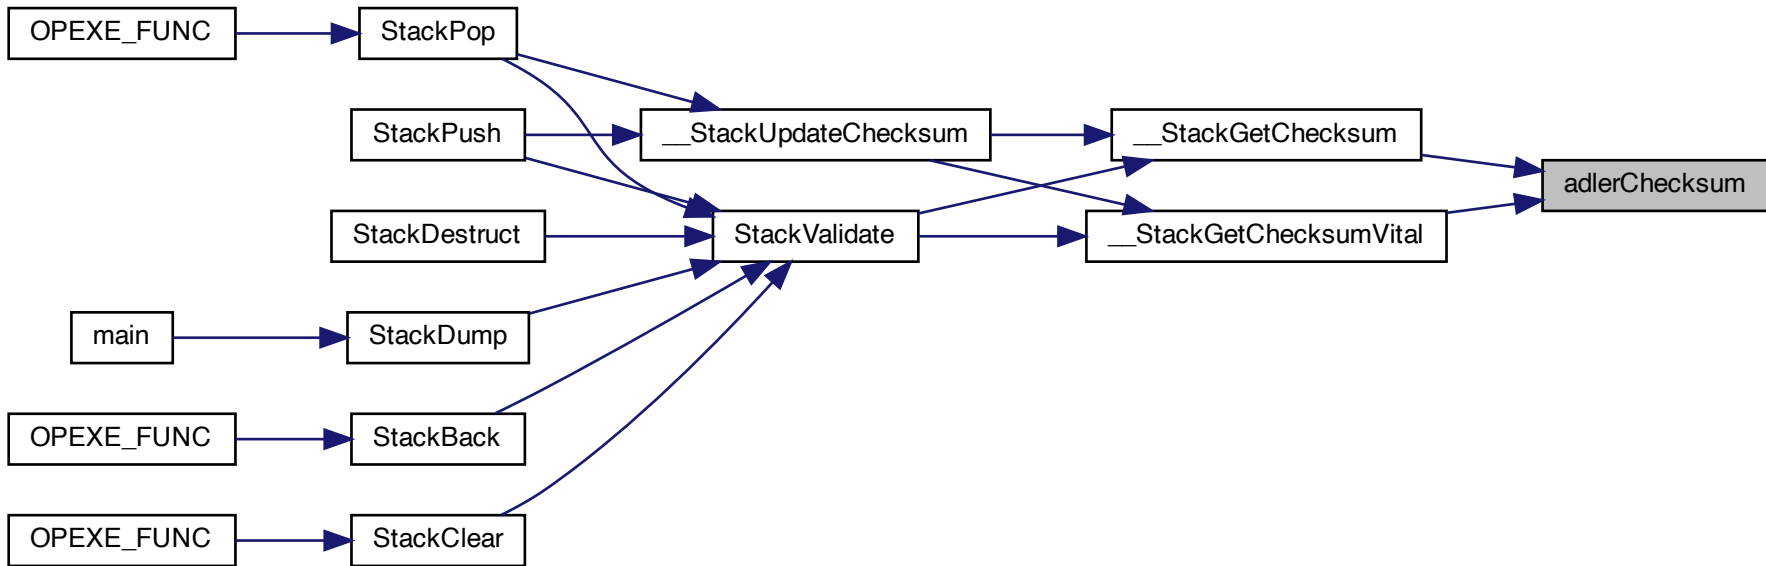 OPEXE_FUNC
StackPop
StackPush
__StackUpdateChecksum
__StackGetChecksum
adlerChecksum
StackDestruct
StackValidate
__StackGetChecksumVital
main
StackDump
OPEXE_FUNC
StackBack
OPEXE_FUNC
StackClear